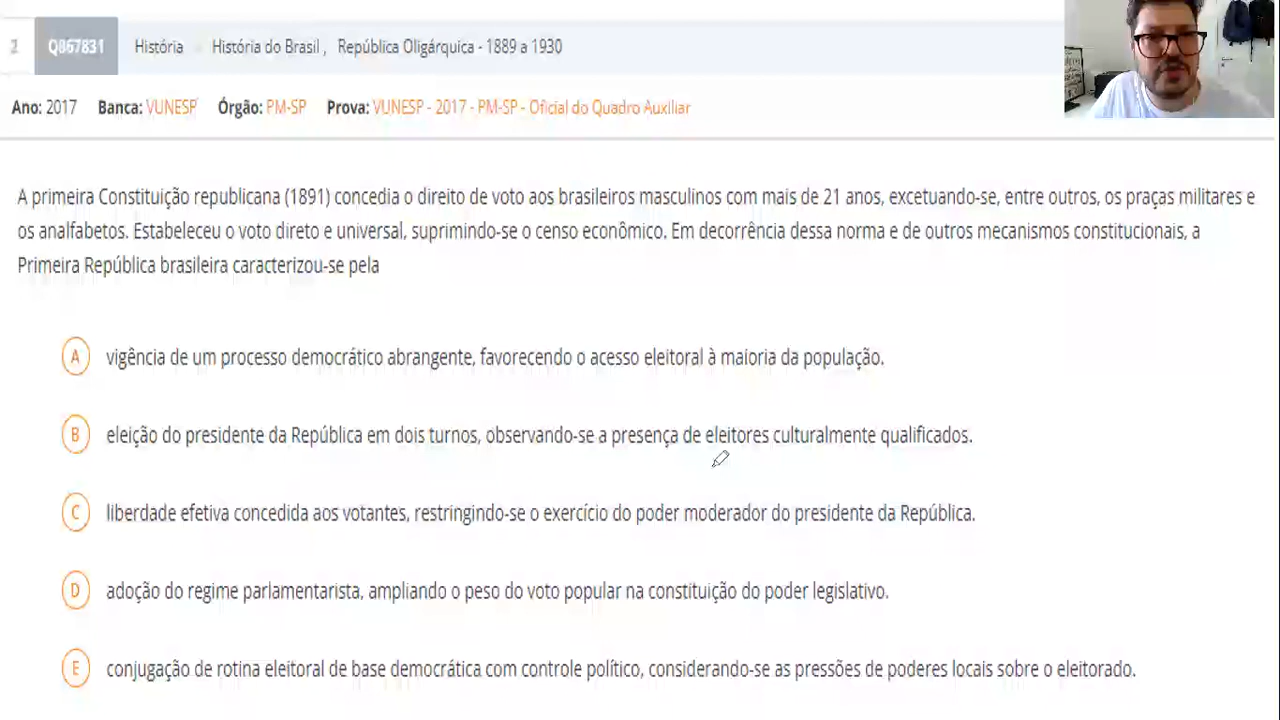 2 Q867831 História História do Brasil , República Oligárquica - 1889 a 1930
Ano: 2017 Banca: VUNESP Órgão: PM-SP Prova: VUNESP - 2017 - PM-SP - Oficial do Quadro Auxiliar
A primeira Constituição republicana (1891) concedia o direito de voto aos brasileiros masculinos com mais de 21 anos, excetuando-se, entre outros, os praças militares e
os analfabetos. Estabeleceu o voto direto e universal, suprimindo-se o censo econômico. Em decorrência dessa norma e de outros mecanismos constitucionais, a
Primeira República brasileira caracterizou-se pela
A vigência de um processo democrático abrangente, favorecendo o acesso eleitoral à maioria da população.
B eleição do presidente da República em dois turnos, observando-se a presença de eleitores culturalmente qualificados.
C liberdade efetiva concedida aos votantes, restringindo-se o exercício do poder moderador do presidente da República.
D adoção do regime parlamentarista, ampliando o peso do voto popular na constituição do poder legislativo.
E conjugação de rotina eleitoral de base democrática com controle político, considerando-se as pressões de poderes locais sobre o eleitorado.